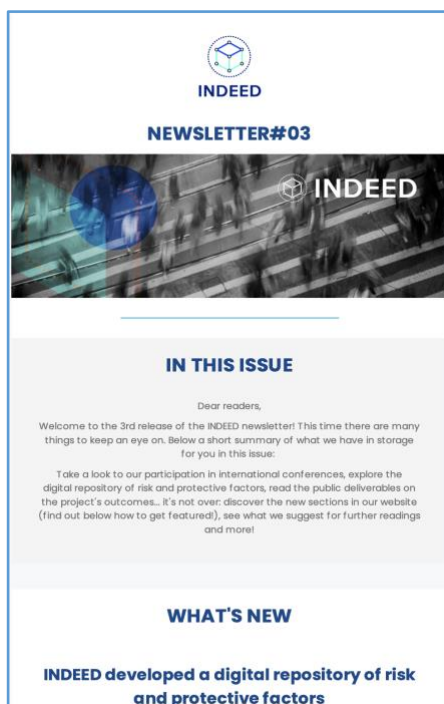 INDEED
NEWSLETTER#03
INDEED
IN THIS ISSUE
Dear readers,
Welcome to the 3rd release of the INDEED newsletter! This time there are many
things to keep an eye on. Below a short summary of what we have in storage
for you in this issue:
Take a look to our participation in international conferences, explore the
digital repository of risk and protective factors, read the public deliverables on
the project's outcomes... it's not over: discover the new sections in our website
(find out below how to get featured!), see what we suggest for further readings
and more!
WHAT'S NEW
INDEED developed a digital repository of risk
and protective factors